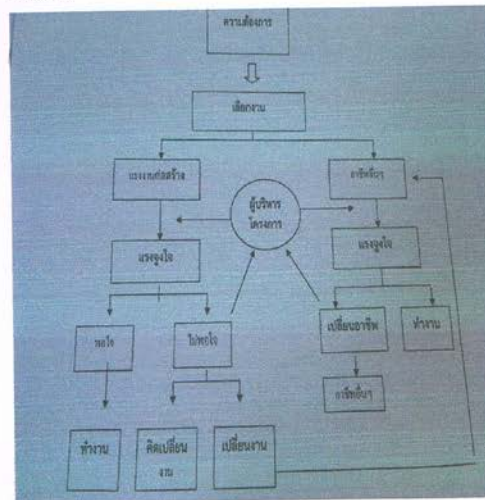 ความต้องการ
เลือกงาน
แรงงานก่อสร้าง
อาชีพอื่นๆ
ผู้บริหาร
โครงการ
แรงจูงใจ
แรงจูงใจ
พอใจ
ไม่พอใจ
เปลี่ยนอาชีพ
ทำงาน
อาชีพอื่นๆ
ทำงาน
คิดเปลี่ยน
งาน
เปลี่ยนงาน